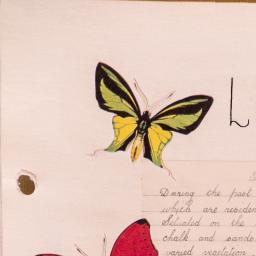 L
During the past
which are residen
Situated on the
chalk and sando
varied vegetation